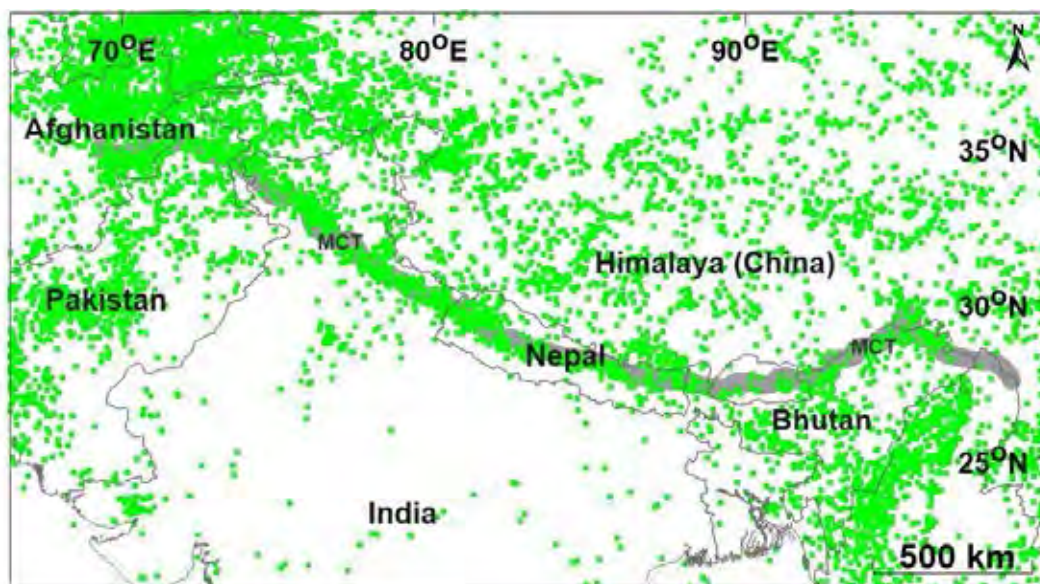 70°E
80°E
90°E
N
Afghanistan
35°N
MCT
Himalaya (China)
Pakistan
30°N
MCT
Nepal
Bhutan
25°N
India
500 km